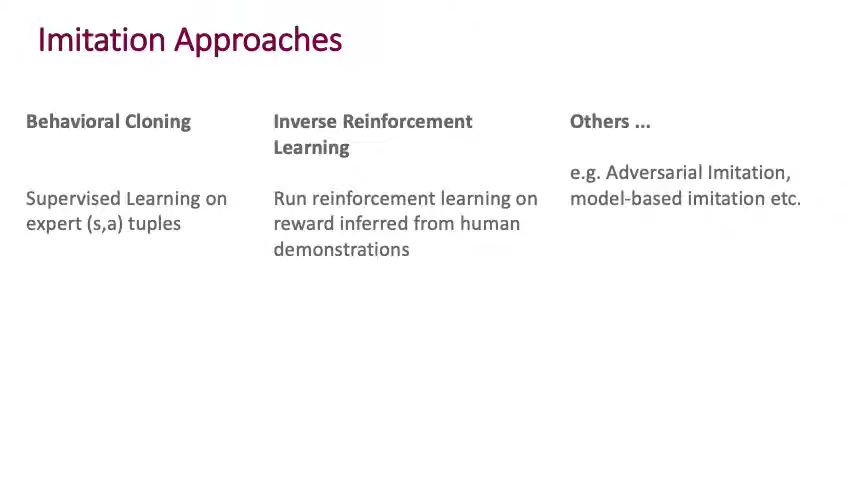 Imitation Approaches
Behavioral Cloning
Supervised Learning on
expert (s,a) tuples
Inverse Reinforcement
Learning
Run reinforcement learning on
reward inferred from human
demonstrations
Others ...
e.g. Adversarial Imitation,
model-based imitation etc.